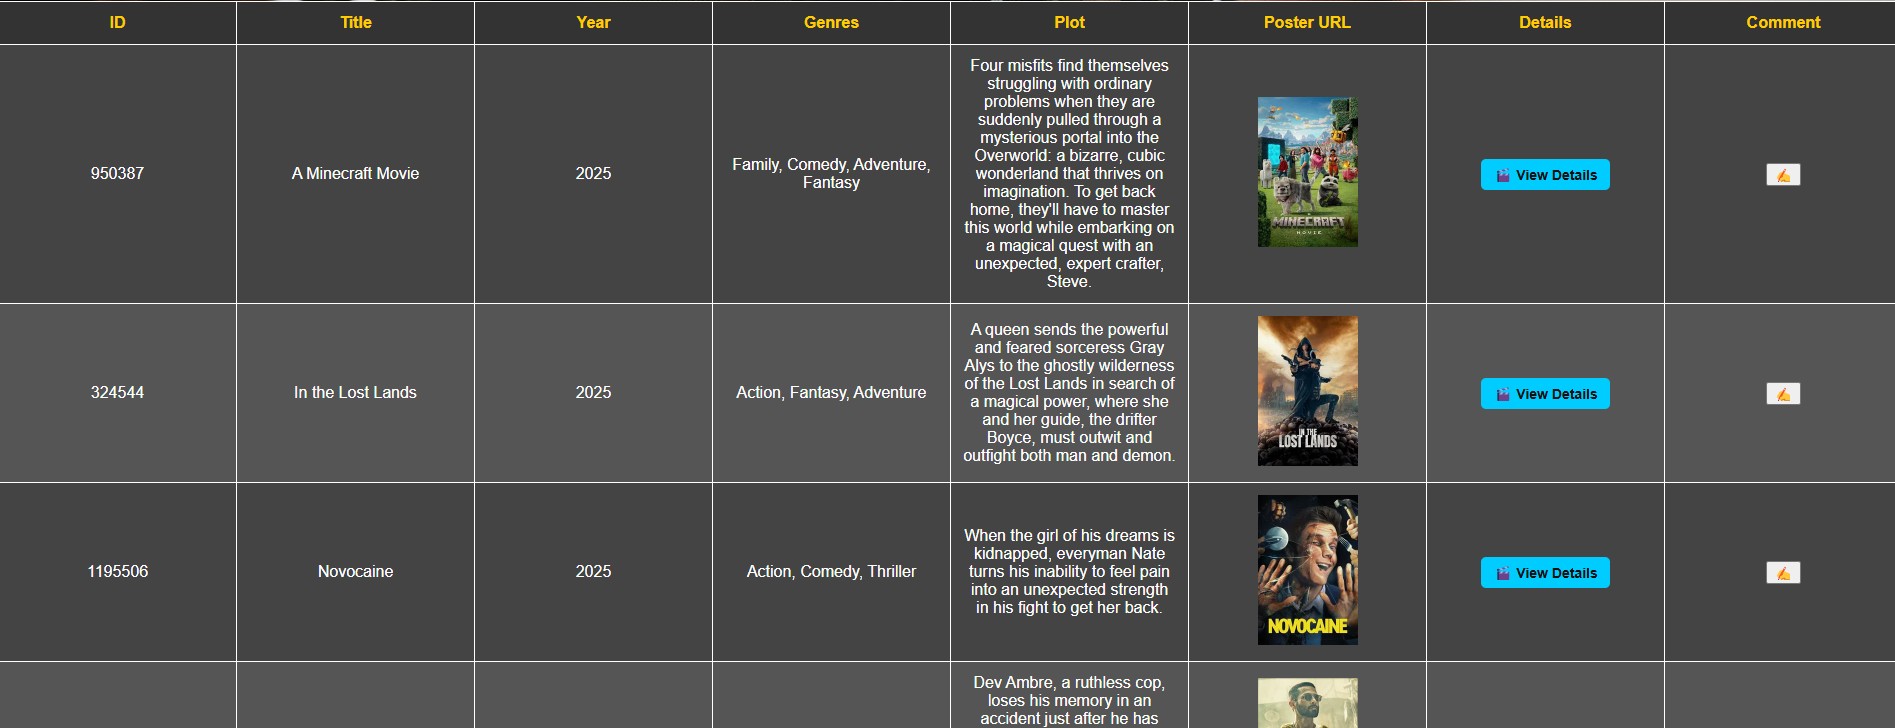 ID Title Year Genres Plot Poster URL Details Comment
950387
A Minecraft Movie
2025
Family, Comedy, Adventure,
Fantasy
Four misfits find themselves
struggling with ordinary
problems when they are
suddenly pulled through a
mysterious portal into the
Overworld: a bizarre, cubic
wonderland that thrives on
imagination. To get back
home, they'll have to master
this world while embarking on
a magical quest with an
unexpected, expert crafter,
Steve.
MINECRAFT
MOVIE
View Details
324544
In the Lost Lands
2025
Action, Fantasy, Adventure
A queen sends the powerful
and feared sorceress Gray
Alys to the ghostly wilderness
of the Lost Lands in search of
a magical power, where she
and her guide, the drifter
Boyce, must outwit and
outfight both man and demon.
IN THE
LOST LANDS
View Details
1195506
Novocaine
2025
Action, Comedy, Thriller
When the girl of his dreams is
kidnapped, everyman Nate
turns his inability to feel pain
into an unexpected strength
in his fight to get her back.
NOVOCAINE
View Details
Dev Ambre, a ruthless cop,
loses his memory in an
accident just after he has